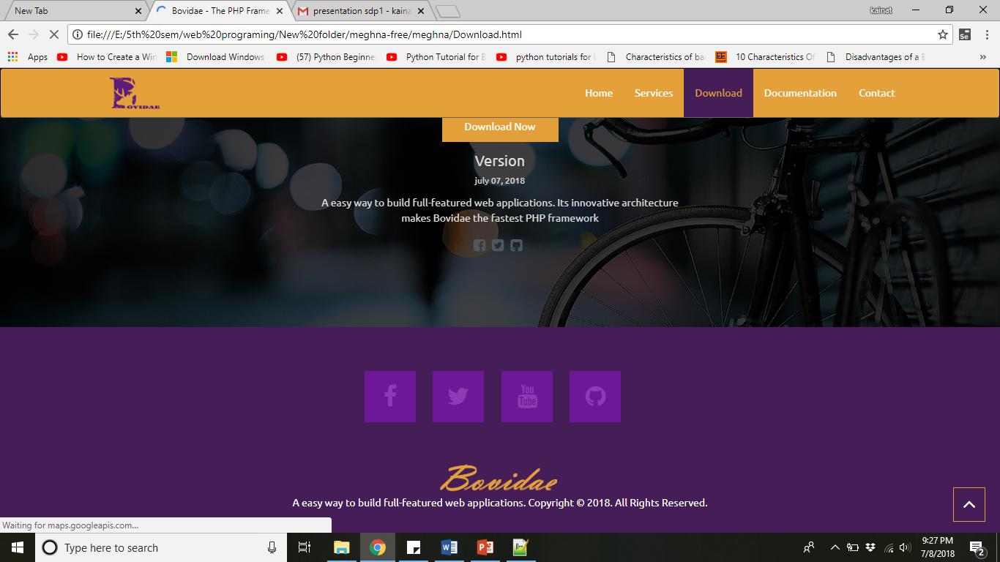 New Tab
Bovidae - The PHP Frame
presentation sdp1 - kaina
kainat
file:///E:/5th%20sem/web%20programing/New%20folder/meghna-free/meghna/Download.html
Se
Apps
How to Create a Win
Download Windows
(57) Python Beginne
Python Tutorial for B
python tutorials for
Characteristics of ba
10 Characteristics Of
Disadvantages of a
»
BOVIDAE
Home
Services
Download
Documentation
Contact
Download Now
Version
july 07, 2018
A easy way to build full-featured web applications. Its innovative architecture
makes Bovidae the fastest PHP framework
You
Tube
Bovidae
A easy way to build full-featured web applications. Copyright © 2018. All Rights Reserved.
Waiting for maps.googleapis.com...
Type here to search
9:27 PM
7/8/2018
2